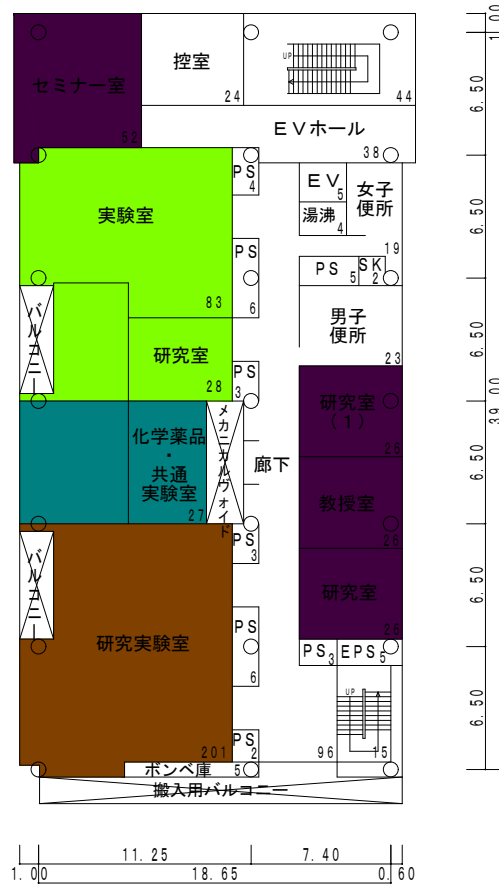 1.00
控室
UP
セミナー室
24
44
6.50
52
EVホール
38
PS
4
EV
5
女子
便所
湯沸
4
6.50
実験室
PS
19
PS
5
SK
2
83
6
バルコニー
男子
便所
6.50
研究室
28
PS
3
23
39.00
研究室
(1)
26
化学薬品
・
共通
実験室
27
メカニカルヴォイド
廊下
6.50
教授室
26
PS
3
バルコニー
研究室
26
6.50
研究実験室
PS
6
PS
3
EPS
5
UP
6.50
201
PS
2
96
15
ボンベ庫
5
搬入用バルコニー
11.25
7.40
1.00
18.65
0.60